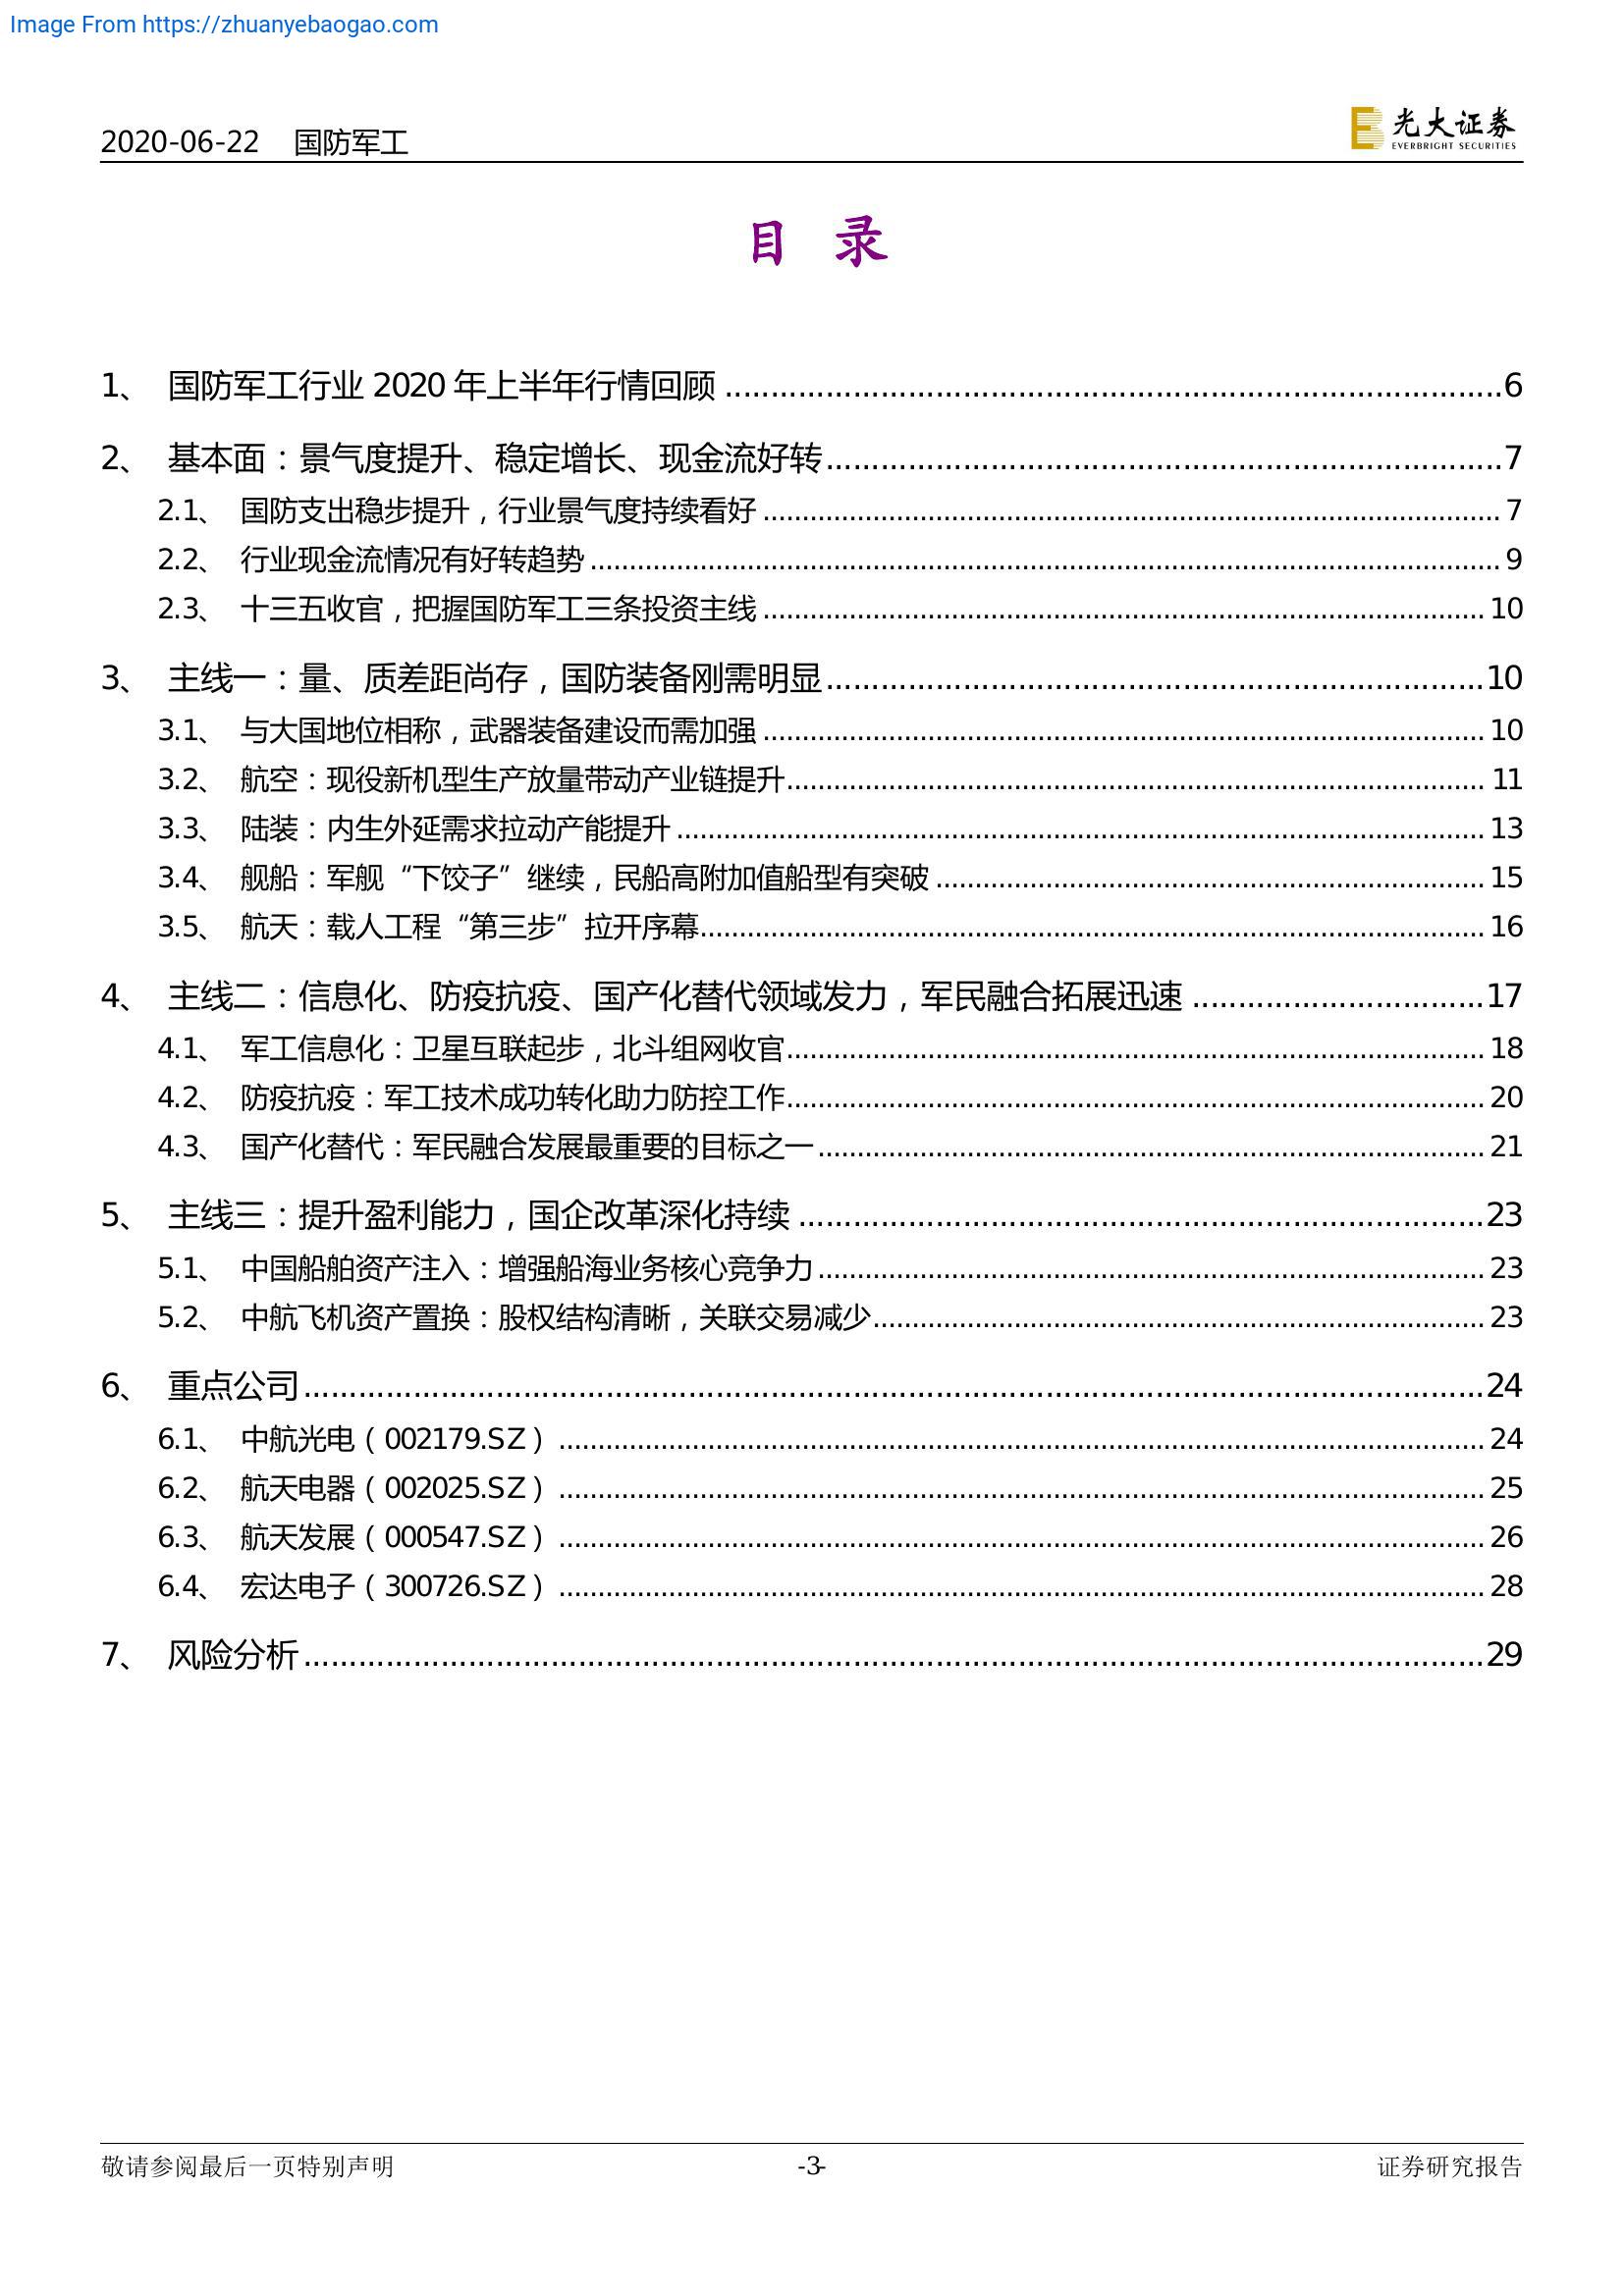 Image From https://zhuanyebaogao.com
2020-06-22 国防军工
光大证券
EVERBRIGHT SECURITIES
目 录
1、 国防军工行业 2020 年上半年行情回顾 ........ 6
2、 基本面：景气度提升、稳定增长、现金流好转 ........ 7
2.1、 国防支出稳步提升，行业景气度持续看好 ........ 7
2.2、 行业现金流情况有好转趋势 ........ 9
2.3、 十三五收官，把握国防军工三条投资主线 ........ 10
3、 主线一：量、质差距尚存，国防装备刚需明显 ........ 10
3.1、 与大国地位相称，武器装备建设而需加强 ........ 10
3.2、 航空：现役新机型生产放量带动产业链提升 ........ 11
3.3、 陆装：内生外延需求拉动产能提升 ........ 13
3.4、 舰船：军舰“下饺子”继续，民船高附加值船型有突破 ........ 15
3.5、 航天：载人工程“第三步”拉开序幕 ........ 16
4、 主线二：信息化、防疫抗疫、国产化替代领域发力，军民融合拓展迅速 ........ 17
4.1、 军工信息化：卫星互联起步，北斗组网收官 ........ 18
4.2、 防疫抗疫：军工技术成功转化助力防控工作 ........ 20
4.3、 国产化替代：军民融合发展最重要的目标之一 ........ 21
5、 主线三：提升盈利能力，国企改革深化持续 ........ 23
5.1、 中国船舶资产注入：增强船海业务核心竞争力 ........ 23
5.2、 中航飞机资产置换：股权结构清晰，关联交易减少 ........ 23
6、 重点公司 ........ 24
6.1、 中航光电（002179.SZ） ........ 24
6.2、 航天电器（002025.SZ） ........ 25
6.3、 航天发展（000547.SZ） ........ 26
6.4、 宏达电子（300726.SZ） ........ 28
7、 风险分析 ........ 29
敬请参阅最后一页特别声明 -3- 证券研究报告